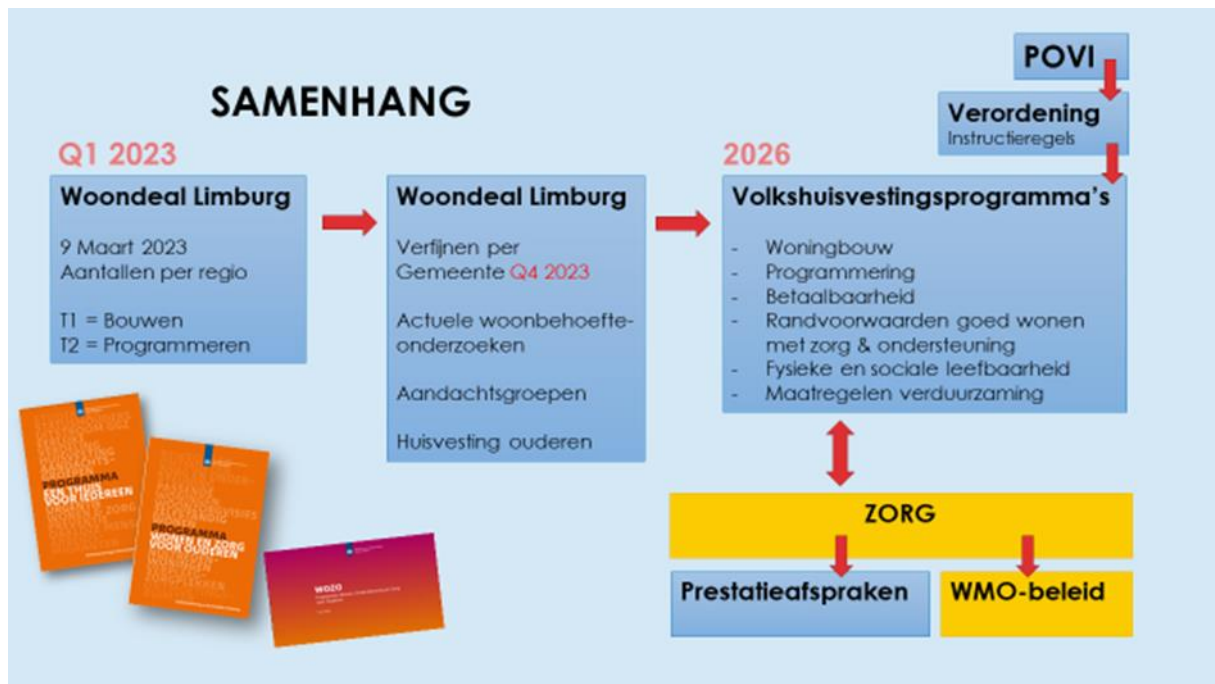 SAMENHANG
POVI
Verordening
Instructieregels
Q1 2023
Woondeal Limburg
9 Maart 2023
Aantallen per regio
T1 = Bouwen
T2 = Programmeren
Woondeal Limburg
Verfijnen per
Gemeente Q4 2023
Actuele woonbehoefte-
onderzoeken
Aandachtsgroepen
Huisvesting ouderen
2026
Volkshuisvestingsprogramma's
- Woningbouw
- Programmering
- Betaalbaarheid
- Randvoorwaarden goed wonen
met zorg & ondersteuning
- Fysieke en sociale leefbaarheid
- Maatregelen verduurzaming
ZORG
Prestatieafspraken
WMO-beleid
PROGRAMMA
EEN THUIS
VOOR IEDEREEN
PROGRAMMA
WONEN EN ZORG
VOOR OUDEREN
WOZO